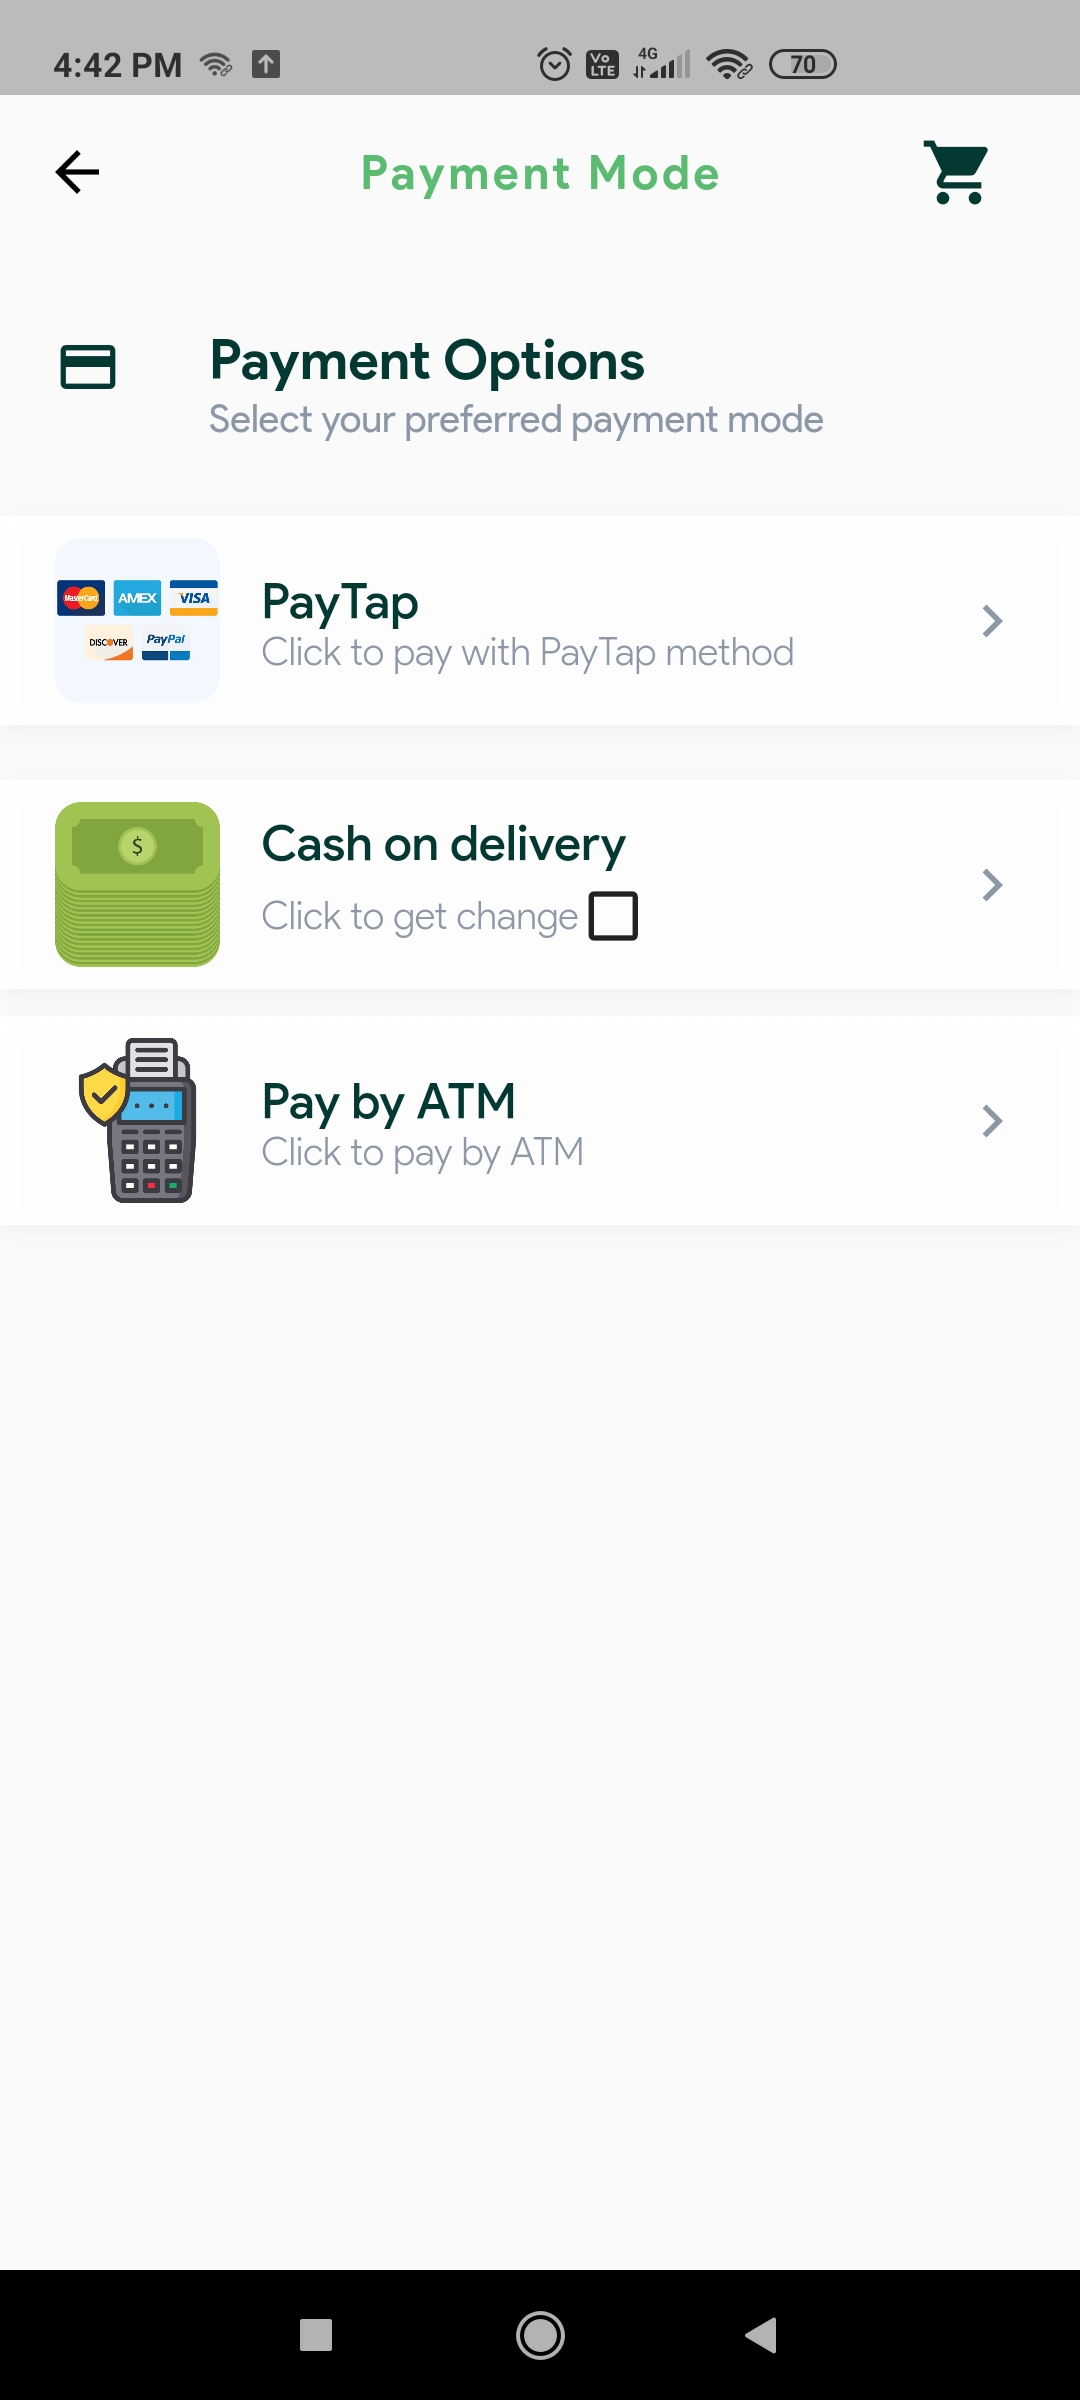 4:42 PM
Vo LTE
4G
70
Payment Mode
Payment Options
Select your preferred payment mode
MasterCard AMEX VISA
DISCOVER PayPal
PayTap
Click to pay with PayTap method
$
Cash on delivery
Click to get change
Pay by ATM
Click to pay by ATM